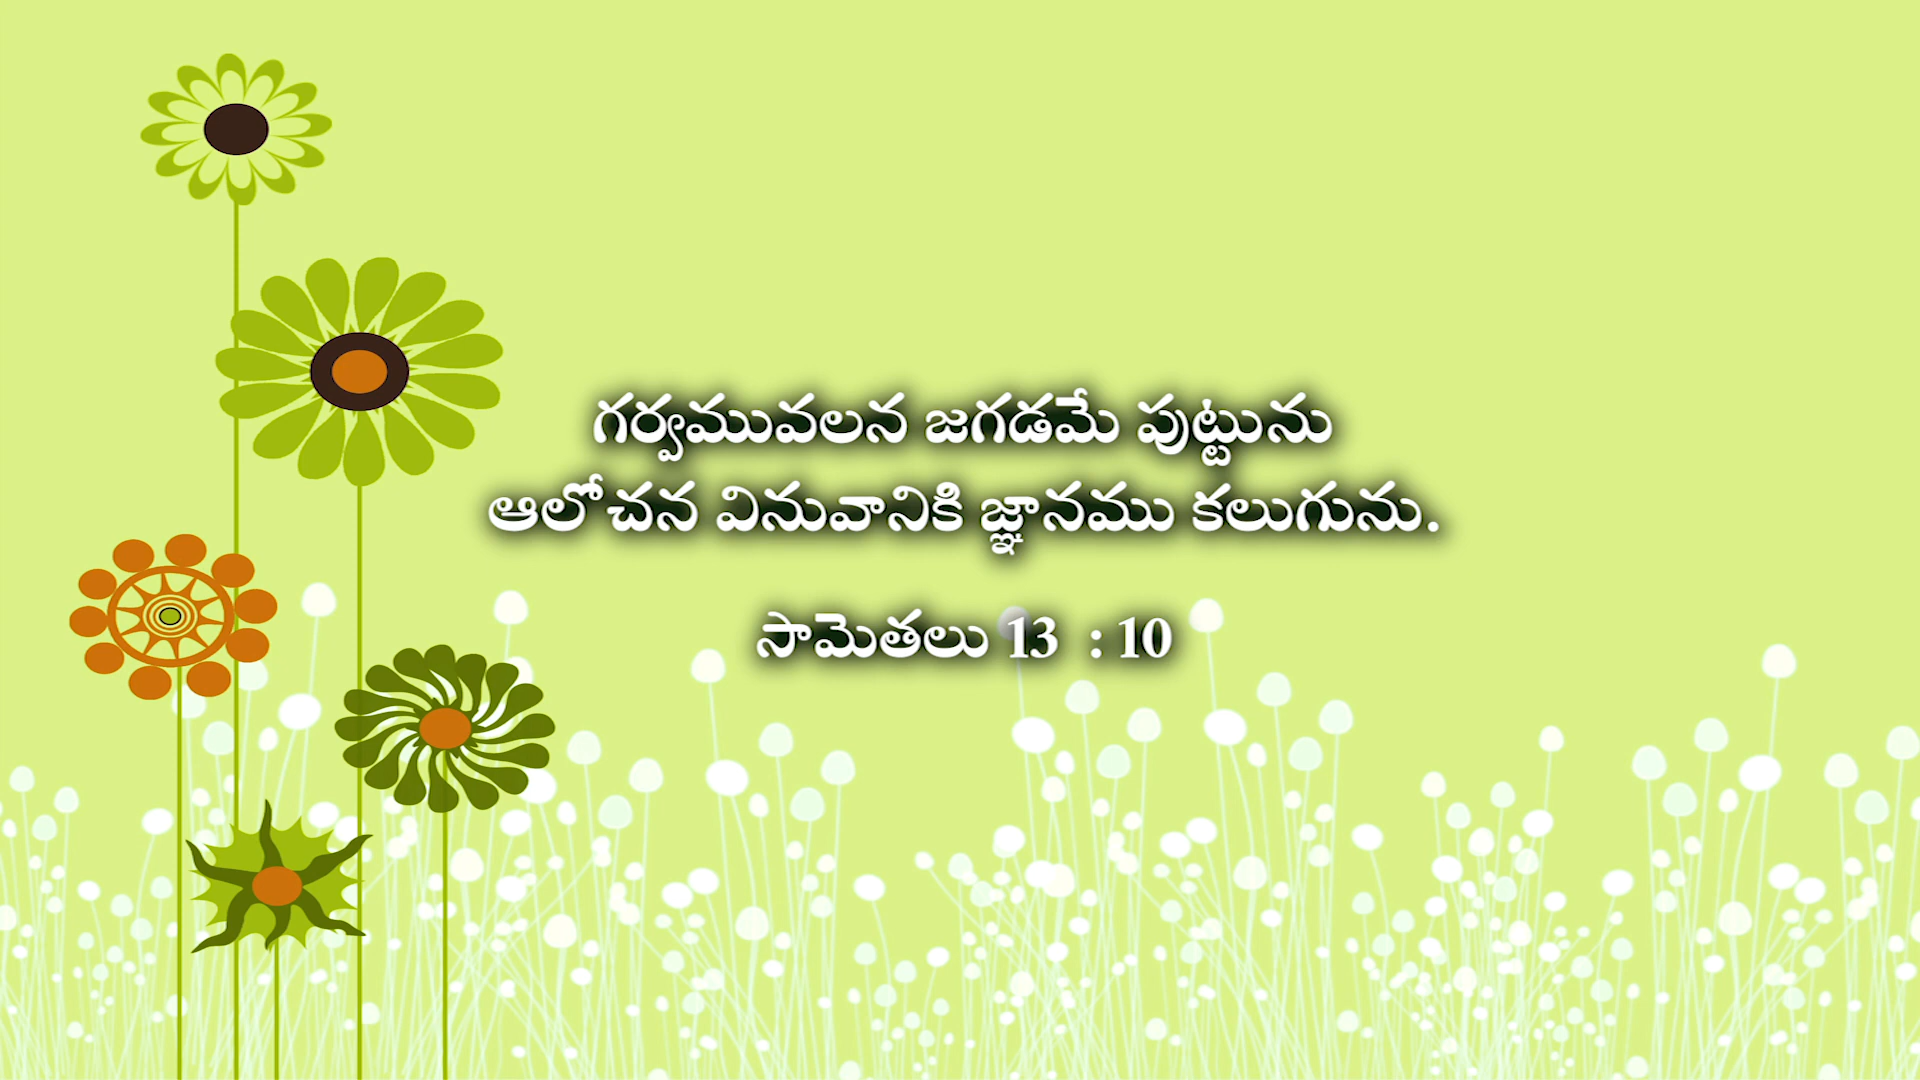 గర్వమువలన జగడమే పుట్టును
ఆలోచన వినువానికి జ్ఞానము కలుగును.
సామెతలు 13 : 10